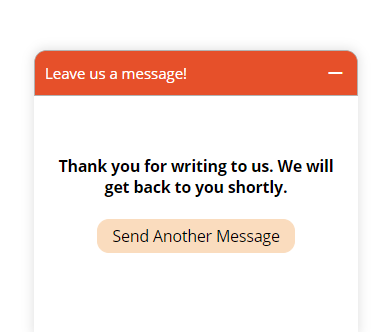 Leave us a message!
Thank you for writing to us. We will
get back to you shortly.
Send Another Message